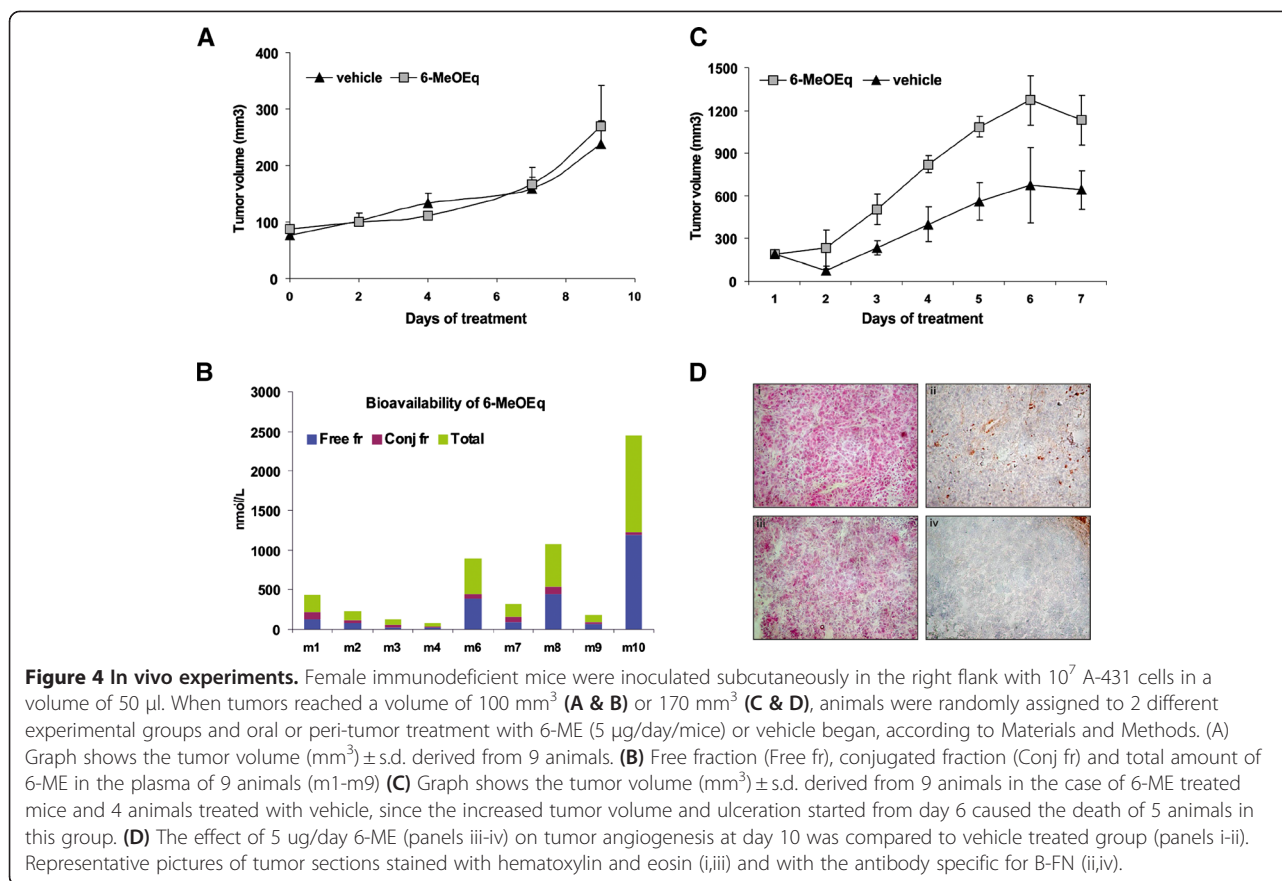 A
400
300
200
100
0
Tumor volume (mm3)
vehicle 6-MeOEq
0 2 4 6 8 10
Days of treatment
C
1500
1200
900
600
300
0
Tumor volume (mm3)
6-MeOEq vehicle
1 2 3 4 5 6 7
Days of treatment
B
Bioavailability of 6-MeOEq
Free fr Conj fr Total
3000
2500
2000
1500
1000
500
0
nmol/L
m1 m2 m3 m4 m6 m7 m8 m9 m10
D
i ii
iii iv
Figure 4 In vivo experiments. Female immunodeficient mice were inoculated subcutaneously in the right flank with 10⁷ A-431 cells in a
volume of 50 μl. When tumors reached a volume of 100 mm³ (A & B) or 170 mm³ (C & D), animals were randomly assigned to 2 different
experimental groups and oral or peri-tumor treatment with 6-ME (5 μg/day/mice) or vehicle began, according to Materials and Methods. (A)
Graph shows the tumor volume (mm³) ± s.d. derived from 9 animals. (B) Free fraction (Free fr), conjugated fraction (Conj fr) and total amount of
6-ME in the plasma of 9 animals (m1-m9) (C) Graph shows the tumor volume (mm³) ± s.d. derived from 9 animals in the case of 6-ME treated
mice and 4 animals treated with vehicle, since the increased tumor volume and ulceration started from day 6 caused the death of 5 animals in
this group. (D) The effect of 5 ug/day 6-ME (panels iii-iv) on tumor angiogenesis at day 10 was compared to vehicle treated group (panels i-ii).
Representative pictures of tumor sections stained with hematoxylin and eosin (i,iii) and with the antibody specific for B-FN (ii,iv).